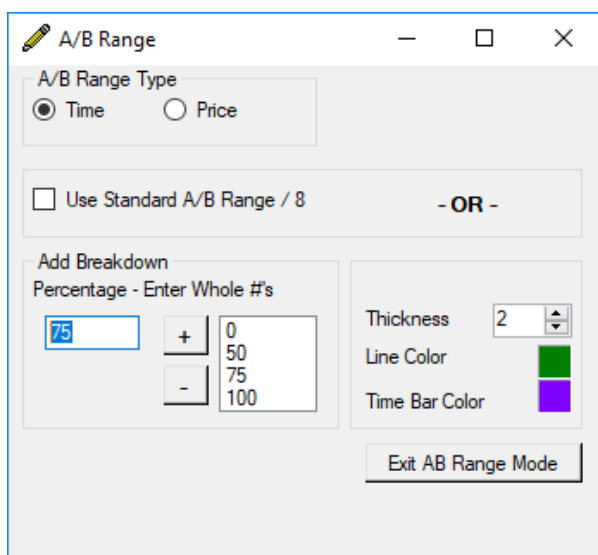 A/B Range
A/B Range Type
Time Price
Use Standard A/B Range / 8 - OR -
Add Breakdown
Percentage - Enter Whole #'s
75 + 0
50
75
- 100
Thickness 2
Line Color
Time Bar Color
Exit AB Range Mode